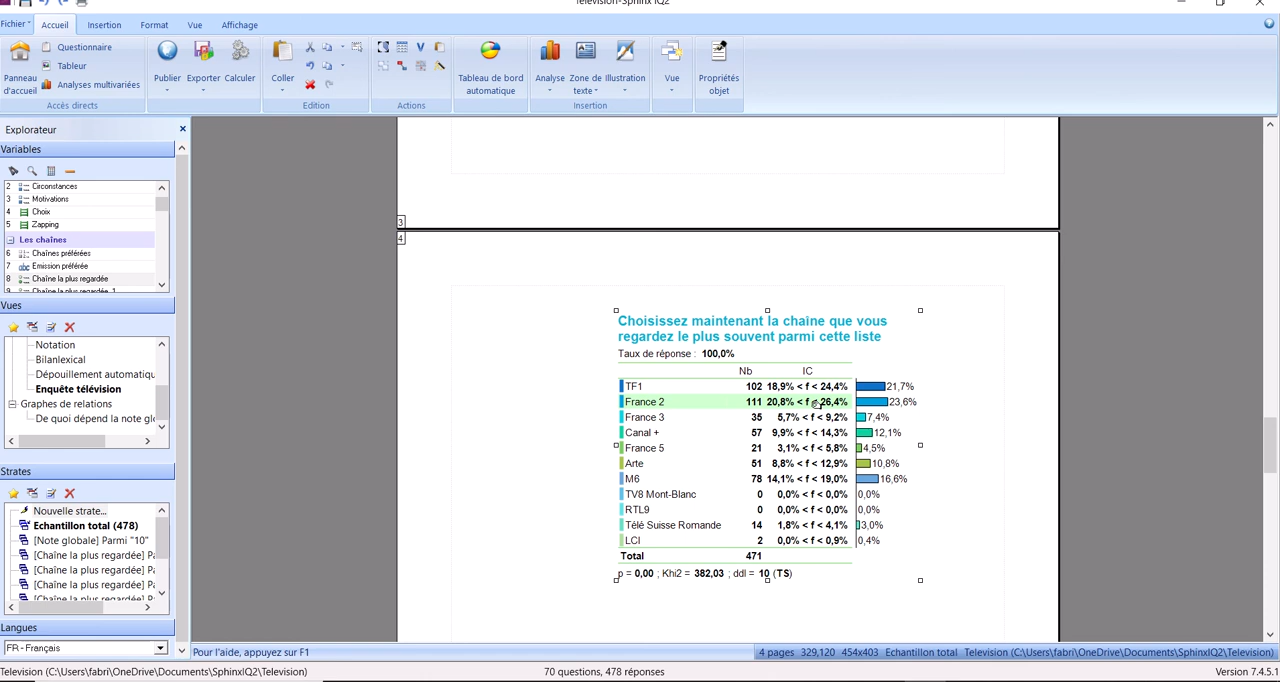 Télévision-Sphinx iQ2
Fichier
Accueil
Insertion
Format
Vue
Affichage
Panneau
d'accueil
Questionnaire
Tableur
Analyses multivariées
Accès directs
Publier
Exporter
Calculer
Coller
Edition
Actions
Tableau de bord
automatique
Analyse
Zone de
texte
Illustration
Insertion
Vue
Propriétés
objet
Explorateur
Variables
2 Circonstances
3 Motivations
4 Choix
5 Zapping
Les chaînes
6 Chaînes préférées
7 Emission préférée
8 Chaîne la plus regardée
9 Chaîne la plus regardée_1
Vues
Notation
Bilanlexical
Dépouillement automatiqu
Enquête télévision
Graphes de relations
De quoi dépend la note glo
Strates
Nouvelle strate...
Echantillon total (478)
[Note globale] Parmi "10"
[Chaîne la plus regardée] Pa
[Chaîne la plus regardée] Pa
[Chaîne la plus regardée] Pa
[Chaîne la plus regardée] Pa
Langues
FR - Français
3
4
Choisissez maintenant la chaîne que vous
regardez le plus souvent parmi cette liste
Taux de réponse : 100,0%
Nb IC
TF1 102 18,9% < f < 24,4% 21,7%
France 2 111 20,8% < f < 26,4% 23,6%
France 3 35 5,7% < f < 9,2% 7,4%
Canal + 57 9,9% < f < 14,3% 12,1%
France 5 21 3,1% < f < 5,8% 4,5%
Arte 51 8,8% < f < 12,9% 10,8%
M6 78 14,1% < f < 19,0% 16,6%
TV8 Mont-Blanc 0 0,0% < f < 0,0% 0,0%
RTL9 0 0,0% < f < 0,0% 0,0%
Télé Suisse Romande 14 1,8% < f < 4,1% 3,0%
LCI 2 0,0% < f < 0,9% 0,4%
Total 471
p = 0,00 ; Khi2 = 382,03 ; ddl = 10 (TS)
Pour l'aide, appuyez sur F1
4 pages 329,120 454x403 Echantillon total Television (C:\Users\fabri\OneDrive\Documents\SphinxIQ2\Television)
Television (C:\Users\fabri\OneDrive\Documents\SphinxIQ2\Television)
70 questions, 478 réponses
Version 7.4.5.1